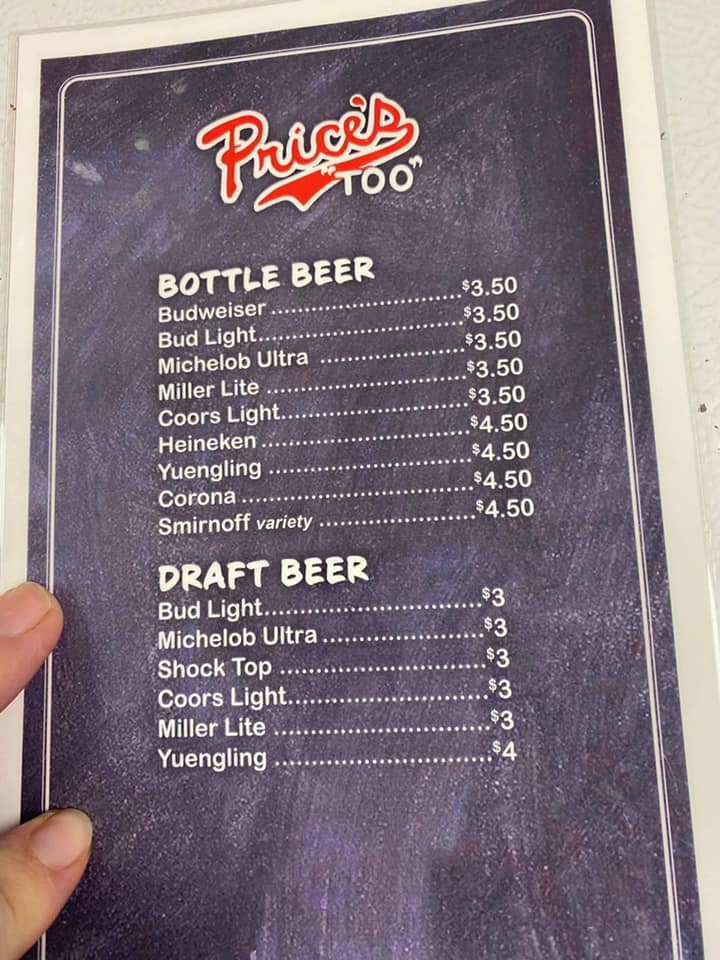 Price's
"TOO"
BOTTLE BEER
Budweiser........................$3.50
Bud Light..........................$3.50
Michelob Ultra ..................$3.50
Miller Lite .........................$3.50
Coors Light.......................$3.50
Heineken ..........................$4.50
Yuengling .........................$4.50
Corona .............................$4.50
Smirnoff variety ...................$4.50
DRAFT BEER
Bud Light............................$3
Michelob Ultra ....................$3
Shock Top .........................$3
Coors Light.........................$3
Miller Lite ...........................$3
Yuengling ...........................$4